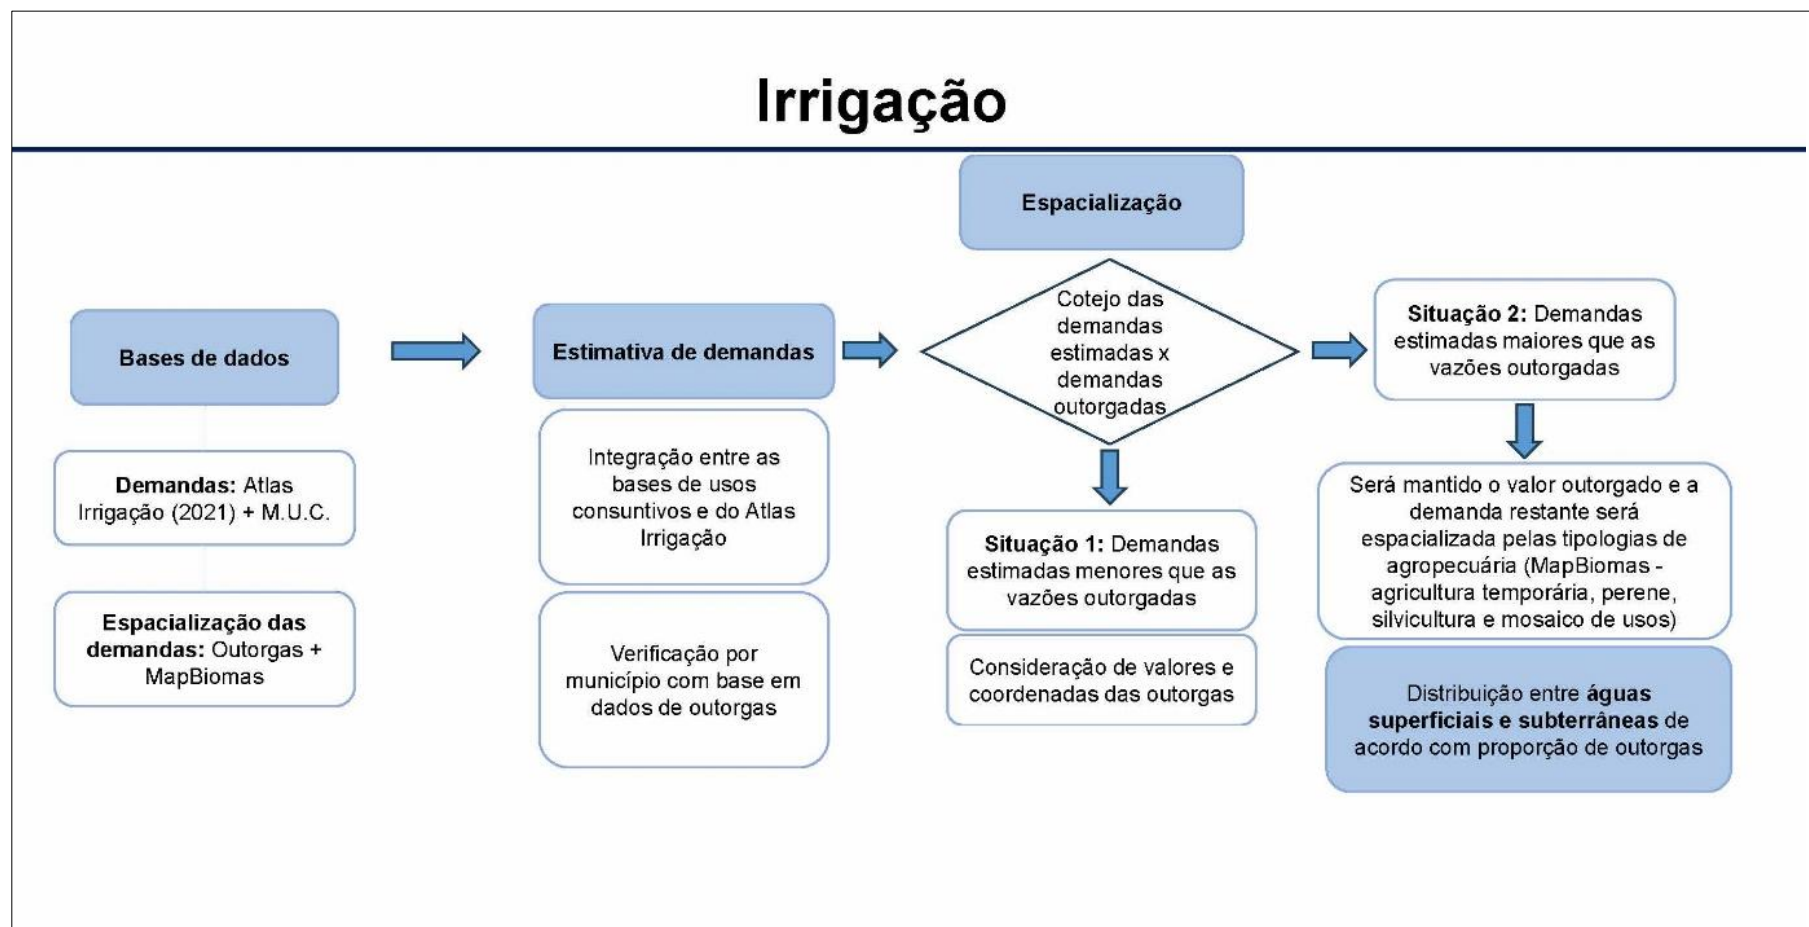 Irrigação
Bases de dados
Demandas: Atlas
Irrigação (2021) + M.U.C.
Espacialização das
demandas: Outorgas +
MapBiomas
Estimativa de demandas
Integração entre as
bases de usos
consuntivos e do Atlas
Irrigação
Verificação por
município com base em
dados de outorgas
Espacialização
Cotejo das
demandas
estimadas x
demandas
outorgadas
Situação 1: Demandas
estimadas menores que as
vazões outorgadas
Consideração de valores e
coordenadas das outorgas
Situação 2: Demandas
estimadas maiores que as
vazões outorgadas
Será mantido o valor outorgado e a
demanda restante será
espacializada pelas tipologias de
agropecuária (MapBiomas -
agricultura temporária, perene,
silvicultura e mosaico de usos)
Distribuição entre águas
superficiais e subterrâneas de
acordo com proporção de outorgas